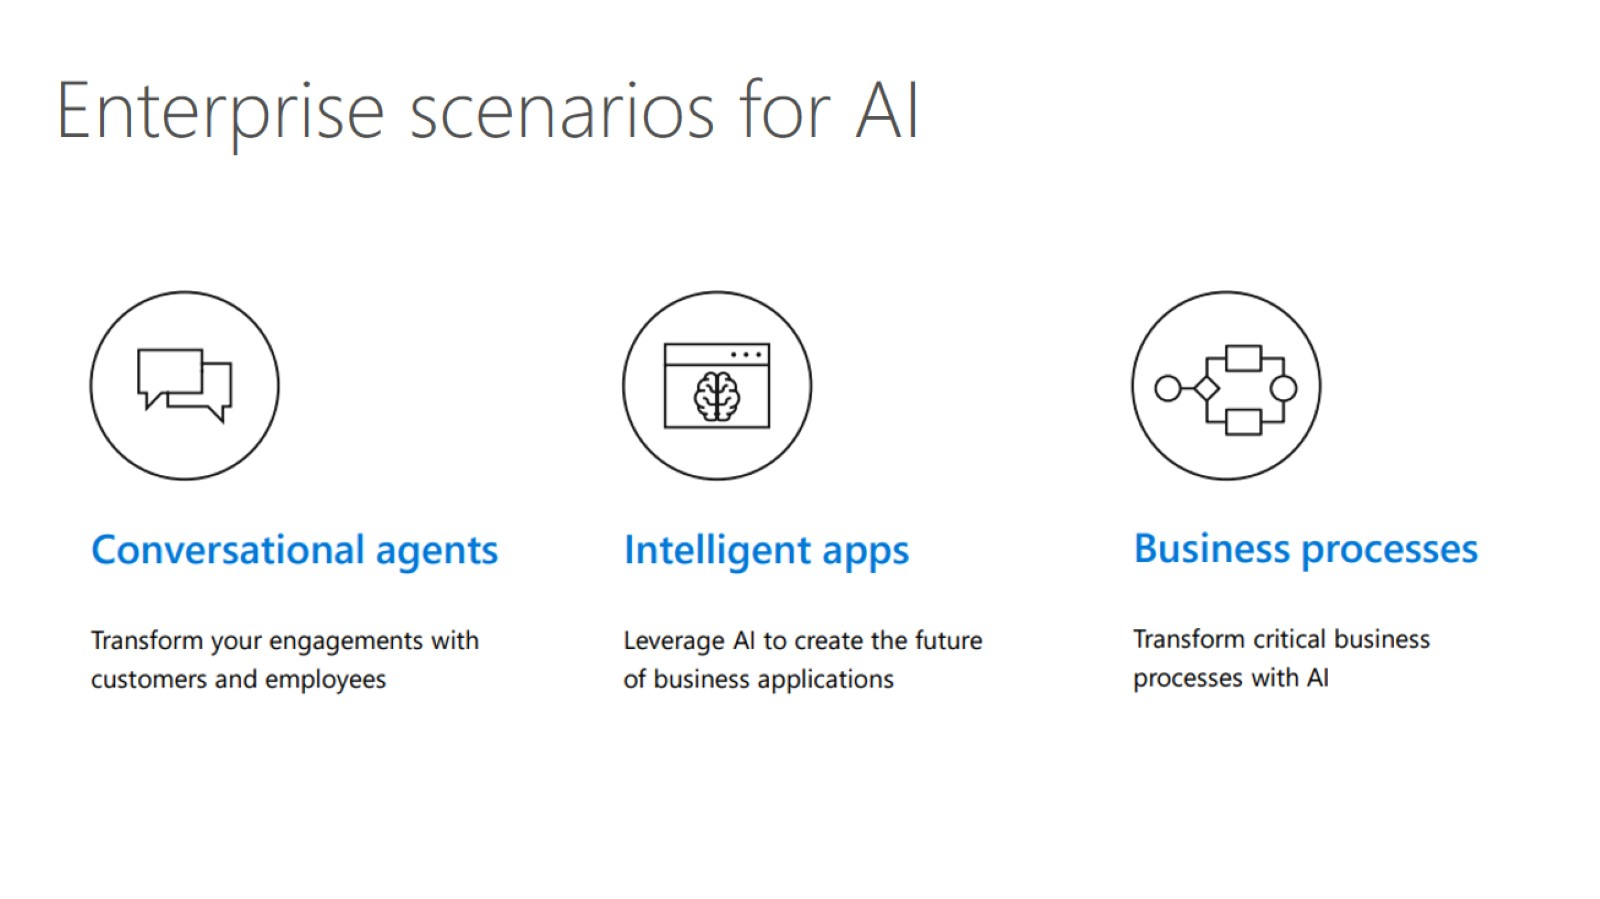 Enterprise scenarios for AI
Conversational agents
Transform your engagements with
customers and employees
Intelligent apps
Leverage AI to create the future
of business applications
Business processes
Transform critical business
processes with AI